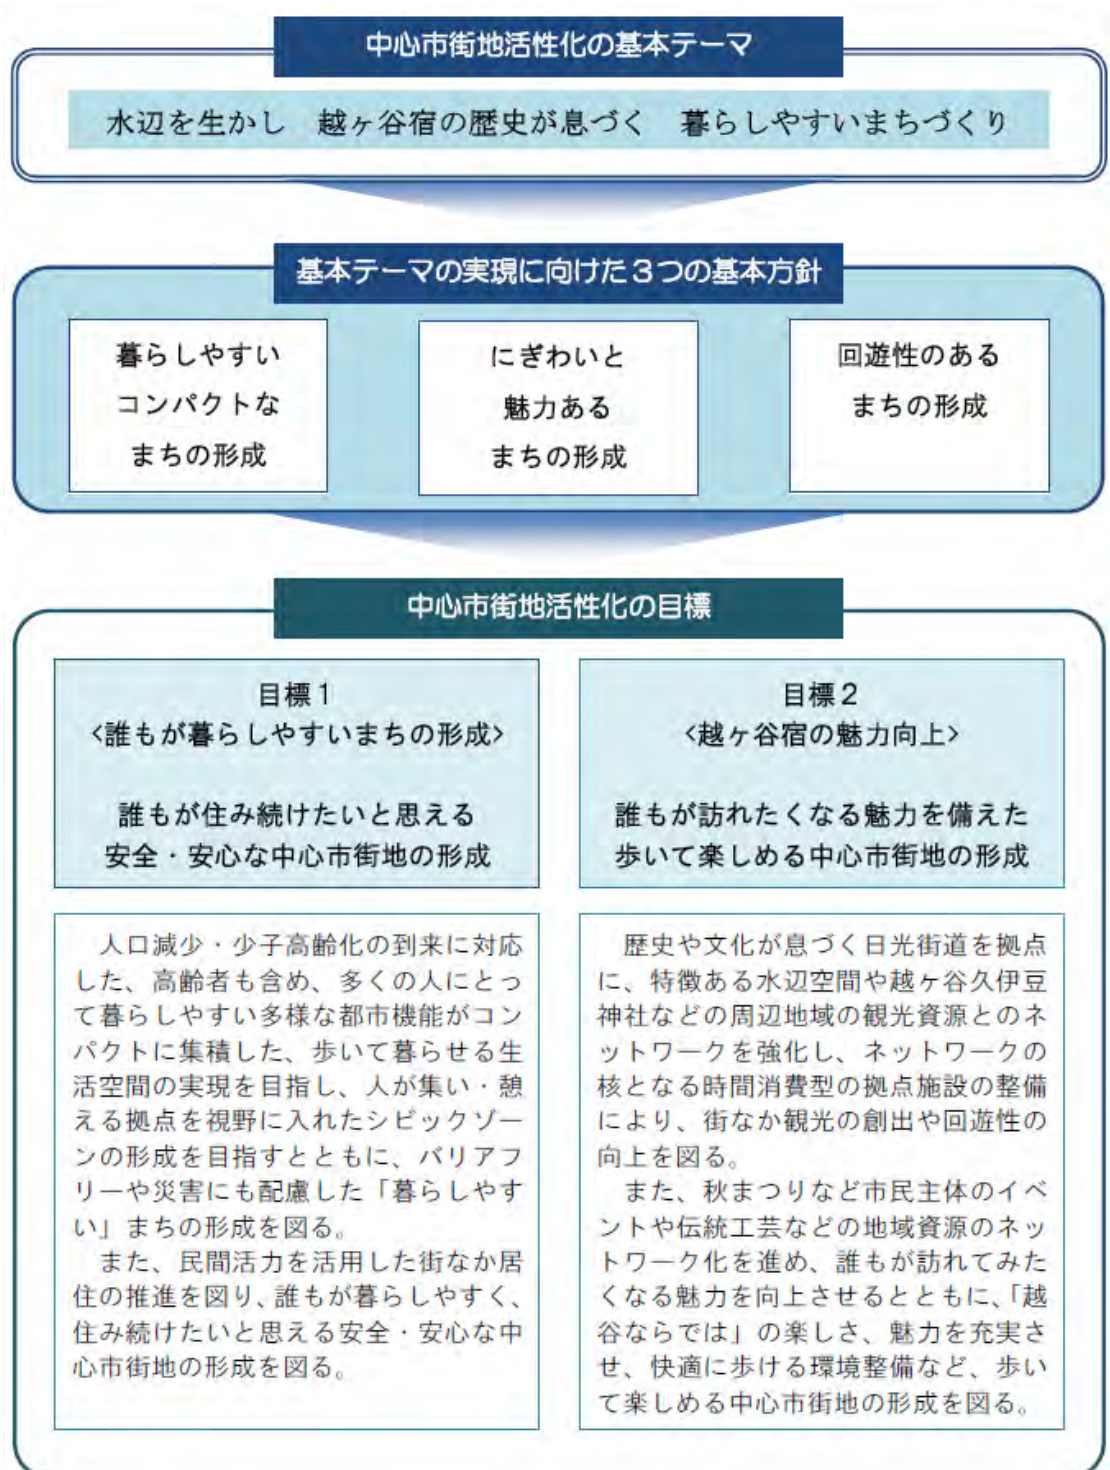 中心市街地活性化の基本テーマ
水辺を生かし　越ヶ谷宿の歴史が息づく　暮らしやすいまちづくり
基本テーマの実現に向けた３つの基本方針
暮らしやすい
コンパクトな
まちの形成
にぎわいと
魅力ある
まちの形成
回遊性のある
まちの形成
中心市街地活性化の目標
目標１
<誰もが暮らしやすいまちの形成>
誰もが住み続けたいと思える
安全・安心な中心市街地の形成
人口減少・少子高齢化の到来に対応
した、高齢者も含め、多くの人にとっ
て暮らしやすい多様な都市機能がコン
パクトに集積した、歩いて暮らせる生
活空間の実現を目指し、人が集い・憩
える拠点を視野に入れたシビックゾー
ンの形成を目指すとともに、バリアフ
リーや災害にも配慮した「暮らしやす
い」まちの形成を図る。
また、民間活力を活用した街なか居
住の推進を図り、誰もが暮らしやすく、
住み続けたいと思える安全・安心な中
心市街地の形成を図る。
目標２
<越ヶ谷宿の魅力向上>
誰もが訪れたくなる魅力を備えた
歩いて楽しめる中心市街地の形成
歴史や文化が息づく日光街道を拠点
に、特徴ある水辺空間や越ヶ谷久伊豆
神社などの周辺地域の観光資源とのネ
ットワークを強化し、ネットワークの
核となる時間消費型の拠点施設の整備
により、街なか観光の創出や回遊性の
向上を図る。
また、秋まつりなど市民主体のイベ
ントや伝統工芸などの地域資源のネッ
トワーク化を進め、誰もが訪れてみた
くなる魅力を向上させるとともに、「越
谷ならでは」の楽しさ、魅力を充実さ
せ、快適に歩ける環境整備など、歩い
て楽しめる中心市街地の形成を図る。